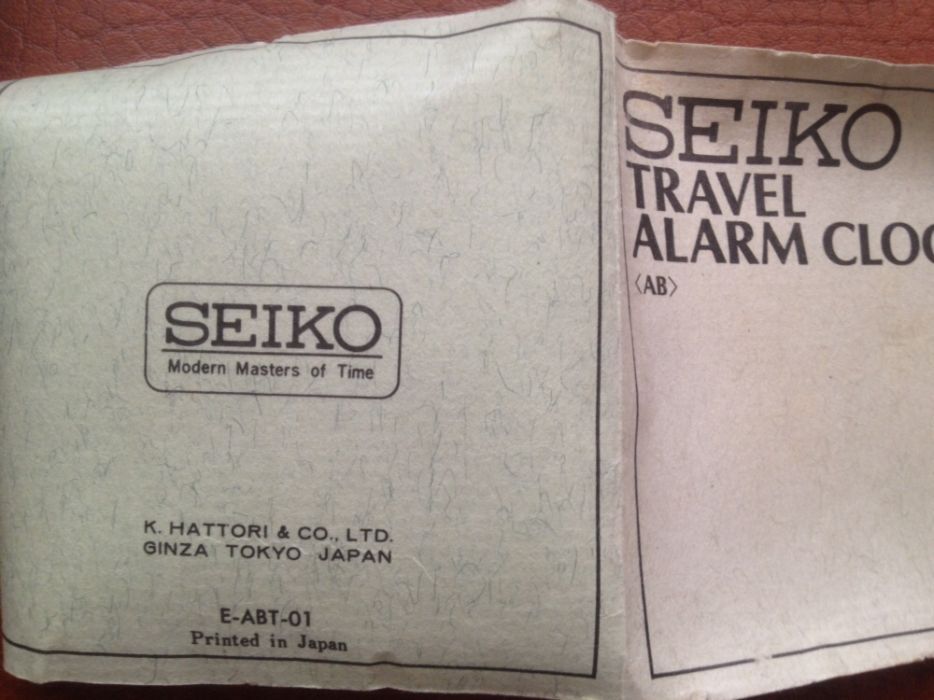 SEIKO
Modern Masters of Time
K. HATTORI & CO., LTD.
GINZA TOKYO JAPAN
E-ABT-01
Printed in Japan
SEIKO
TRAVEL
ALARM CLOC
〈AB〉